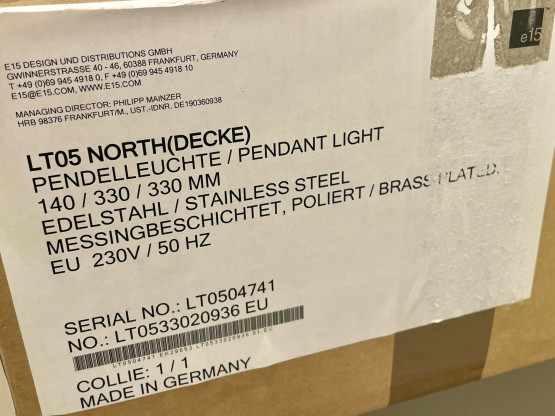 E15 DESIGN UND DISTRIBUTIONS GMBH
GWINNERSTRASSE 40 - 46, 60388 FRANKFURT, GERMANY
T +49 (0)69 945 4918 0, F +49 (0)69 945 4918 10
E15@E15.COM, WWW.E15.COM
MANAGING DIRECTOR: PHILIPP MAINZER
HRB 98376 FRANKFURT/M., UST.-IDNR. DE190360938
e15
LT05 NORTH(DECKE)
PENDELLEUCHTE / PENDANT LIGHT
140 / 330 / 330 MM
EDELSTAHL / STAINLESS STEEL
MESSINGBESCHICHTET, POLIERT / BRASS PLATED,
EU 230V / 50 HZ
SERIAL NO.: LT0504741
NO.: LT0533020936 EU
COLLIE: 1 / 1
MADE IN GERMANY